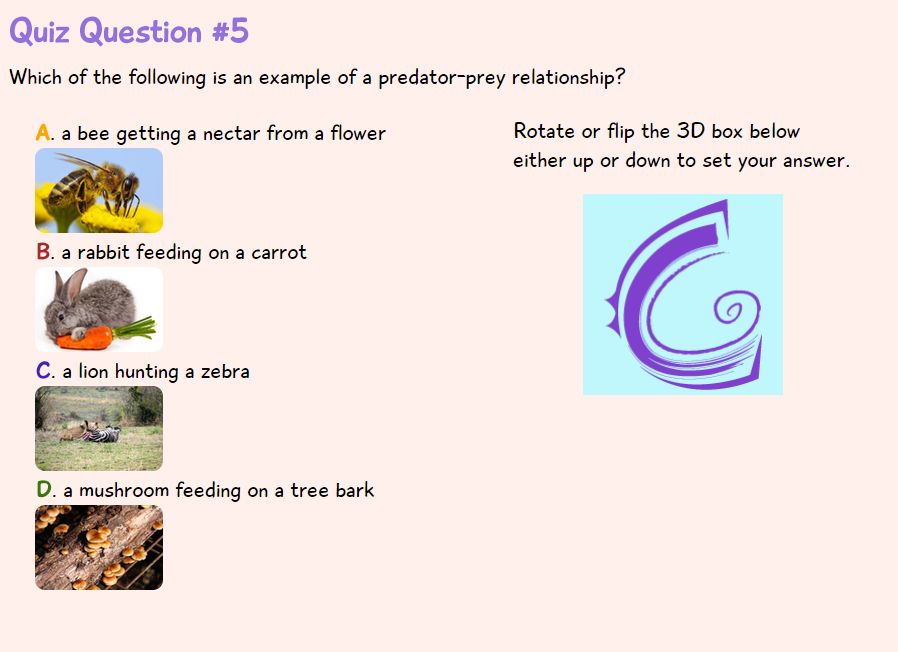 Quiz Question #5
Which of the following is an example of a predator-prey relationship?
A. a bee getting a nectar from a flower
B. a rabbit feeding on a carrot
C. a lion hunting a zebra
D. a mushroom feeding on a tree bark
Rotate or flip the 3D box below
either up or down to set your answer.
C